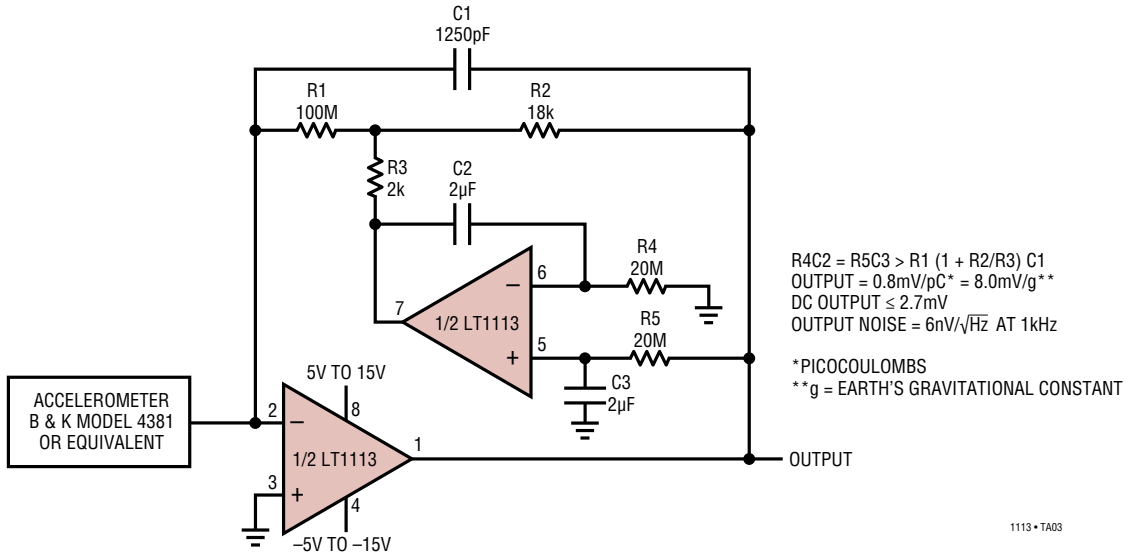 C1
1250pF
R1
100M
R2
18k
R3
2k
C2
2µF
R4
20M
6
–
7
1/2 LT1113
R5
20M
5
+
C3
2µF
R4C2 = R5C3 > R1 (1 + R2/R3) C1
OUTPUT = 0.8mV/pC* = 8.0mV/g**
DC OUTPUT ≤ 2.7mV
OUTPUT NOISE = 6nV/√Hz AT 1kHz
*PICOCOULOMBS
**g = EARTH'S GRAVITATIONAL CONSTANT
ACCELEROMETER
B & K MODEL 4381
OR EQUIVALENT
5V TO 15V
8
2
–
1/2 LT1113
1
OUTPUT
3
+
4
–5V TO –15V
1113 • TA03